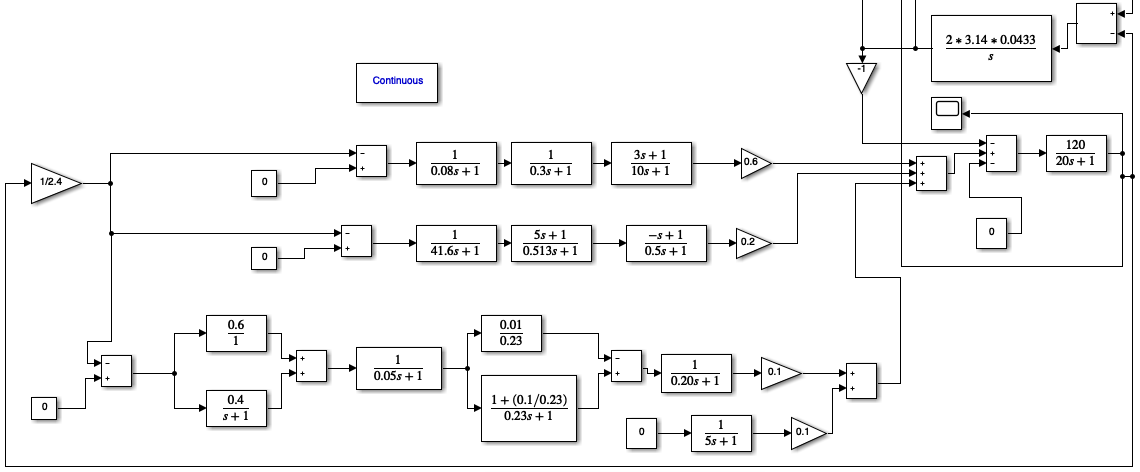 +
−
2 * 3.14 * 0.0433
s
-1
Continuous
1/2.4
−
+
0
1
0.08s + 1
1
0.3s + 1
3s + 1
10s + 1
0.6
+
+
+
−
+
−
120
20s + 1
0
−
+
0
1
41.6s + 1
5s + 1
0.513s + 1
−s + 1
0.5s + 1
0.2
−
+
0
0.6
1
0.4
s + 1
+
+
1
0.05s + 1
0.01
0.23
1 + (0.1/0.23)
0.23s + 1
−
+
1
0.20s + 1
0.1
+
+
0
1
5s + 1
0.1